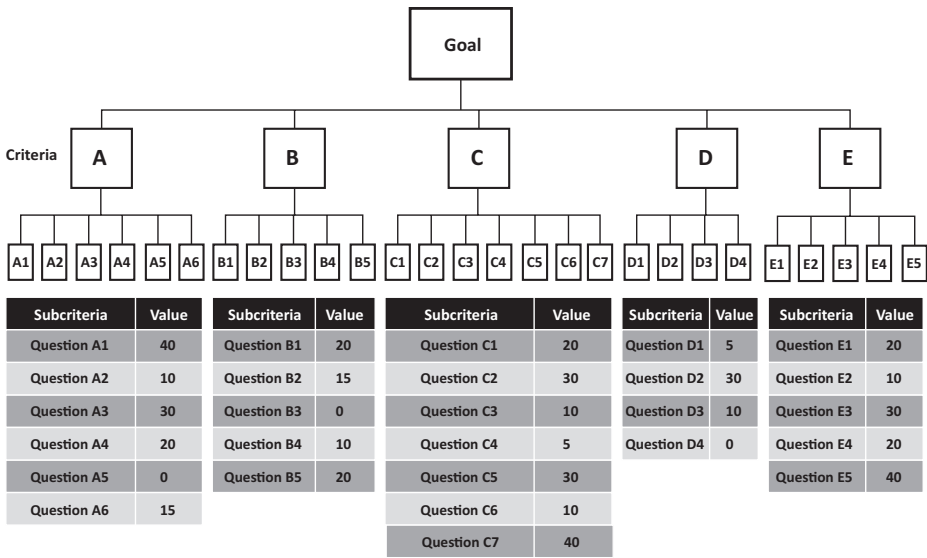 Goal
Criteria
A B C D E
A1 A2 A3 A4 A5 A6 B1 B2 B3 B4 B5 C1 C2 C3 C4 C5 C6 C7 D1 D2 D3 D4 E1 E2 E3 E4 E5
Subcriteria Value Subcriteria Value Subcriteria Value Subcriteria Value Subcriteria Value
Question A1 40 Question B1 20 Question C1 20 Question D1 5 Question E1 20
Question A2 10 Question B2 15 Question C2 30 Question D2 30 Question E2 10
Question A3 30 Question B3 0 Question C3 10 Question D3 10 Question E3 30
Question A4 20 Question B4 10 Question C4 5 Question D4 0 Question E4 20
Question A5 0 Question B5 20 Question C5 30 Question E5 40
Question A6 15 Question C6 10
Question C7 40